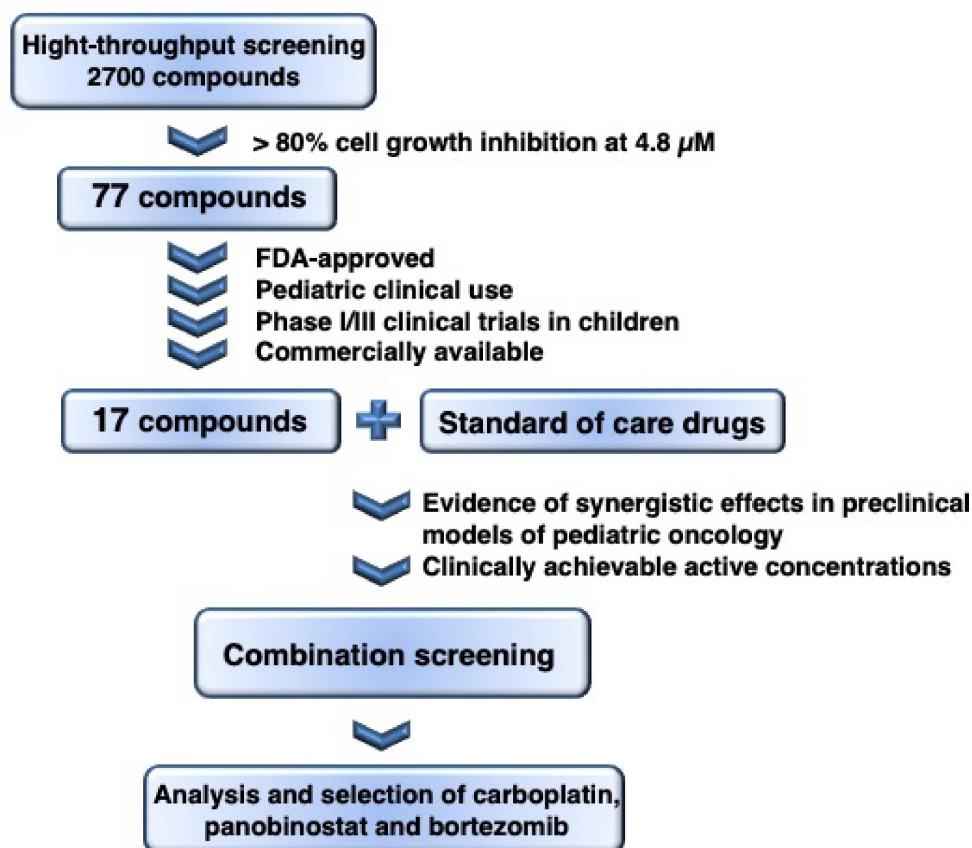 Hight-throughput screening
2700 compounds
> 80% cell growth inhibition at 4.8 µM
77 compounds
FDA-approved
Pediatric clinical use
Phase I/III clinical trials in children
Commercially available
17 compounds
Standard of care drugs
Evidence of synergistic effects in preclinical
models of pediatric oncology
Clinically achievable active concentrations
Combination screening
Analysis and selection of carboplatin,
panobinostat and bortezomib